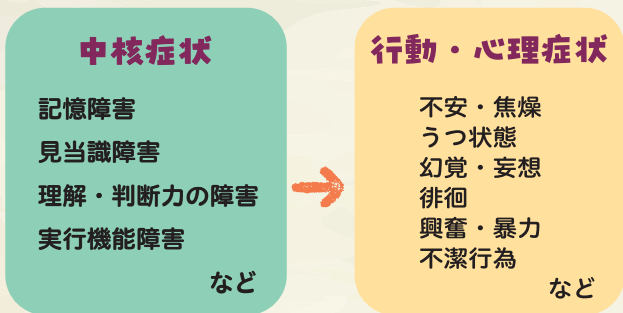 中核症状
記憶障害
見当識障害
理解・判断力の障害
実行機能障害
など
行動・心理症状
不安・焦燥
うつ状態
幻覚・妄想
徘徊
興奮・暴力
不潔行為
など